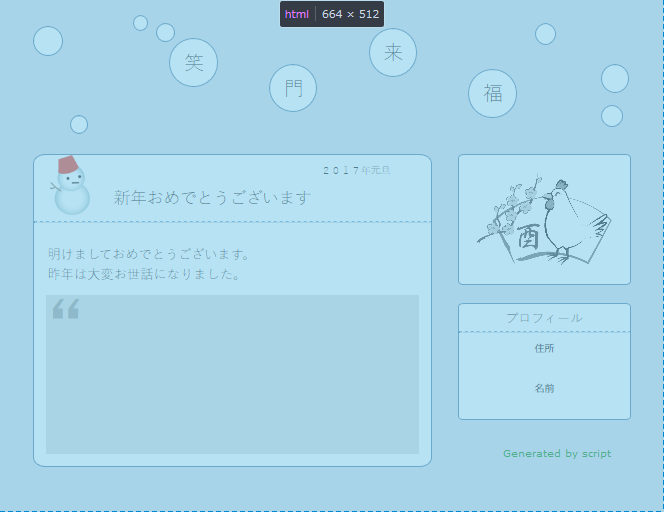 html 664 × 512
笑
門
来
福
２０１７年元旦
新年おめでとうございます
明けましておめでとうございます。
昨年は大変お世話になりました。
“
酉
プロフィール
住所
名前
Generated by script